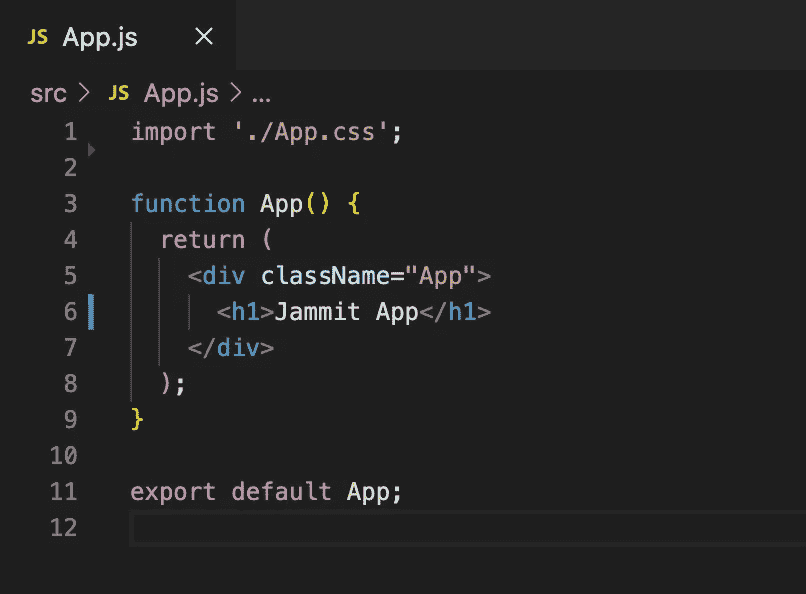 JS App.js ×
src > JS App.js > ...
1 import './App.css';
2
3 function App() {
4   return (
5     <div className="App">
6       <h1>Jammit App</h1>
7     </div>
8   );
9 }
10
11 export default App;
12